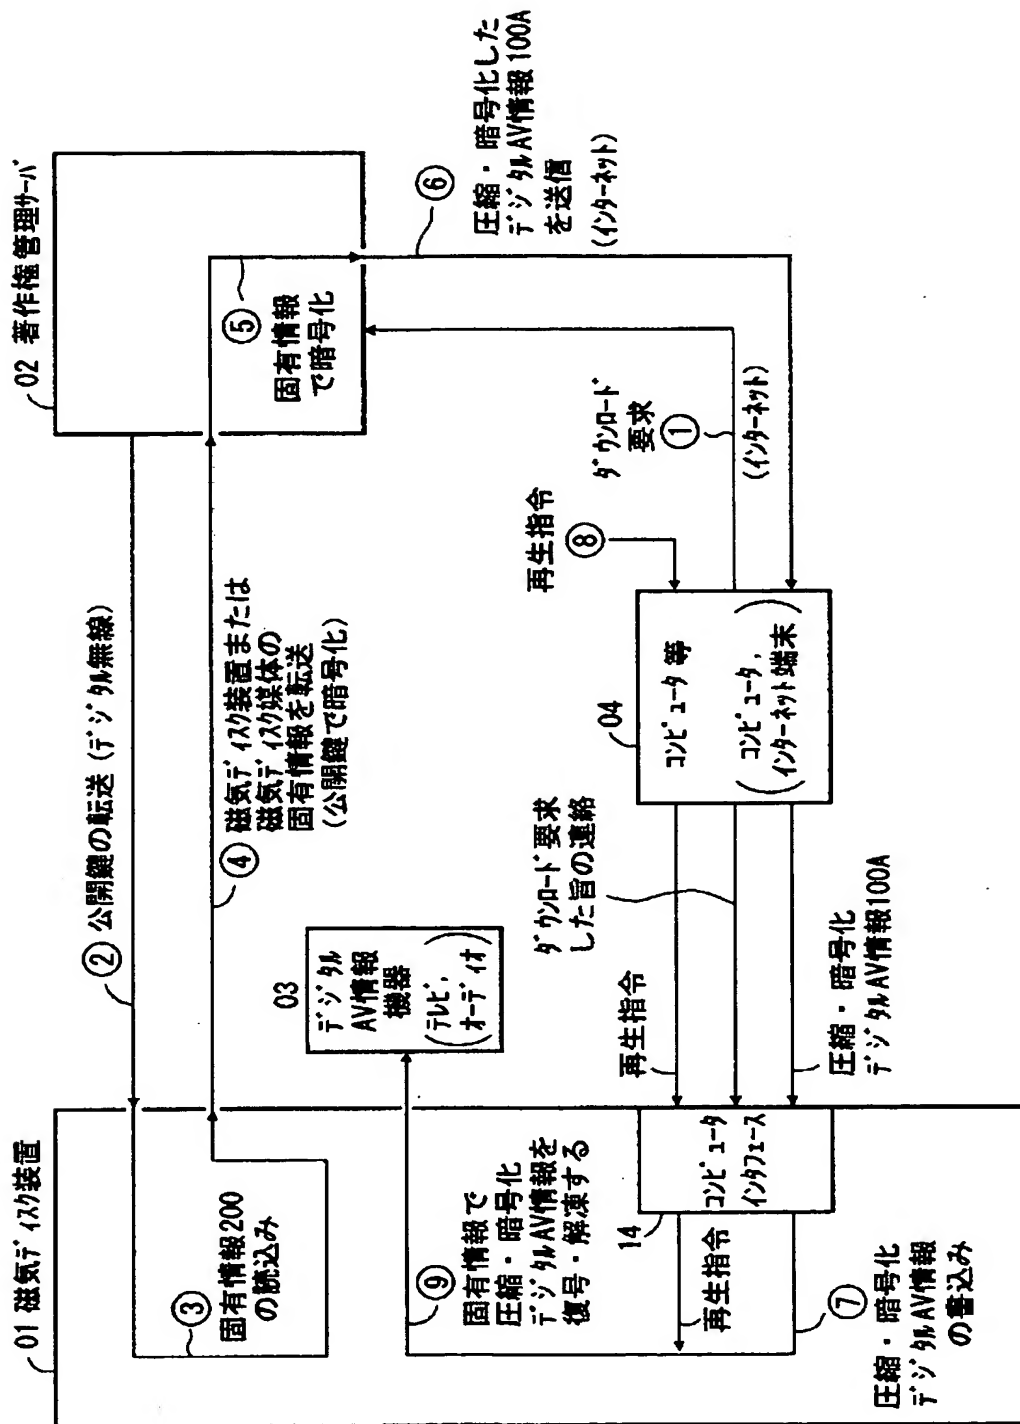 01 磁気ディスク装置
② 公開鍵の転送(デジタル無線)
02 著作権管理サーバ
③
固有情報200
の読込み
④ 磁気ディスク装置または
磁気ディスク媒体の
固有情報を転送
(公開鍵で暗号化)
⑤
固有情報
で暗号化
⑥
圧縮・暗号化した
デジタルAV情報100A
を送信
(インターネット)
03
デジタル
AV情報
機器
(テレビ,
オーディオ)
⑨
固有情報で
圧縮・暗号化
デジタルAV情報を
復号・解凍する
再生指令
⑧
ダウンロード
要求
①
(インターネット)
04
コンピュータ等
(コンピュータ,
インターネット端末)
ダウンロード要求
した旨の連絡
再生指令
圧縮・暗号化
デジタルAV情報100A
14
コンピュータ
インタフェース
再生指令
⑦
圧縮・暗号化
デジタルAV情報
の書込み